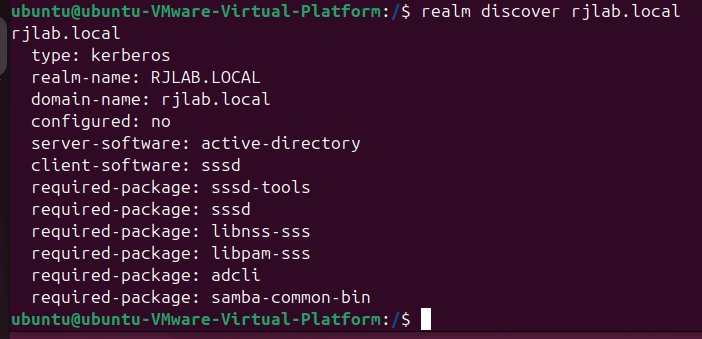 ubuntu@ubuntu-VMware-Virtual-Platform:/$ realm discover rjlab.local
rjlab.local
  type: kerberos
  realm-name: RJLAB.LOCAL
  domain-name: rjlab.local
  configured: no
  server-software: active-directory
  client-software: sssd
  required-package: sssd-tools
  required-package: sssd
  required-package: libnss-sss
  required-package: libpam-sss
  required-package: adcli
  required-package: samba-common-bin
ubuntu@ubuntu-VMware-Virtual-Platform:/$